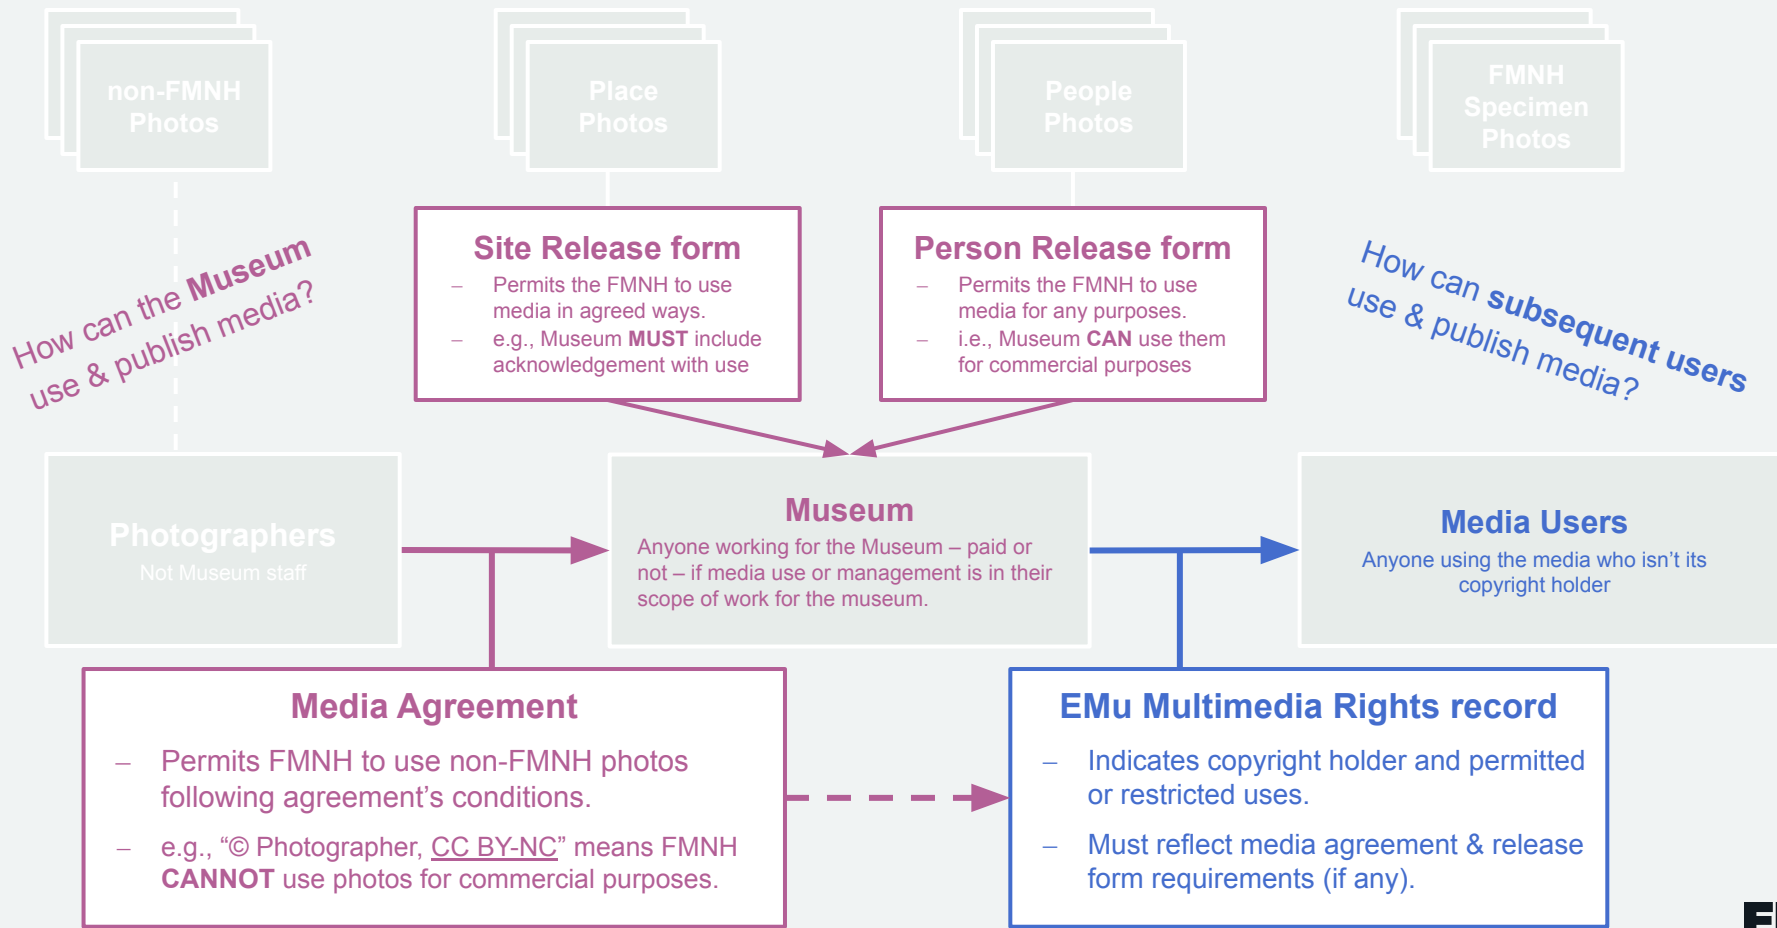 non-FMNH
Photos
Place
Photos
People
Photos
FMNH
Specimen
Photos
How can the Museum
use & publish media?
Site Release form
– Permits the FMNH to use
media in agreed ways.
– e.g., Museum MUST include
acknowledgement with use
Person Release form
– Permits the FMNH to use
media for any purposes.
– i.e., Museum CAN use them
for commercial purposes
How can subsequent users
use & publish media?
Photographers
Not Museum staff
Museum
Anyone working for the Museum – paid or
not – if media use or management is in their
scope of work for the museum.
Media Users
Anyone using the media who isn’t its
copyright holder
Media Agreement
– Permits FMNH to use non-FMNH photos
following agreement’s conditions.
– e.g., “© Photographer, CC BY-NC” means FMNH
CANNOT use photos for commercial purposes.
EMu Multimedia Rights record
– Indicates copyright holder and permitted
or restricted uses.
– Must reflect media agreement & release
form requirements (if any).